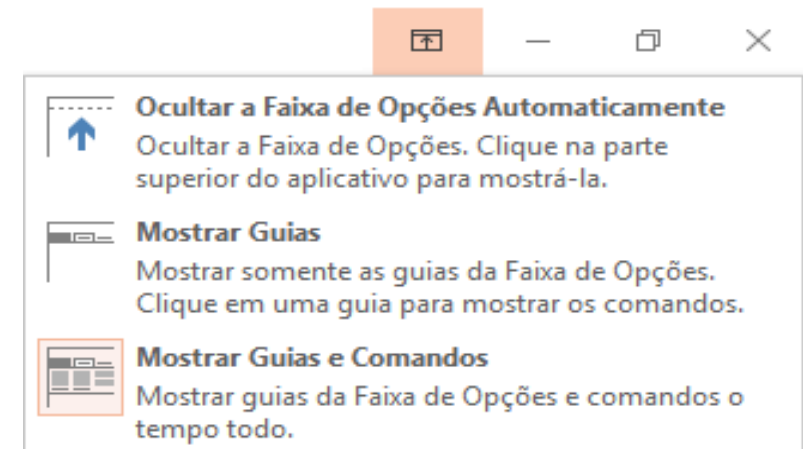 Ocultar a Faixa de Opções Automaticamente
Ocultar a Faixa de Opções. Clique na parte
superior do aplicativo para mostrá-la.
Mostrar Guias
Mostrar somente as guias da Faixa de Opções.
Clique em uma guia para mostrar os comandos.
Mostrar Guias e Comandos
Mostrar guias da Faixa de Opções e comandos o
tempo todo.